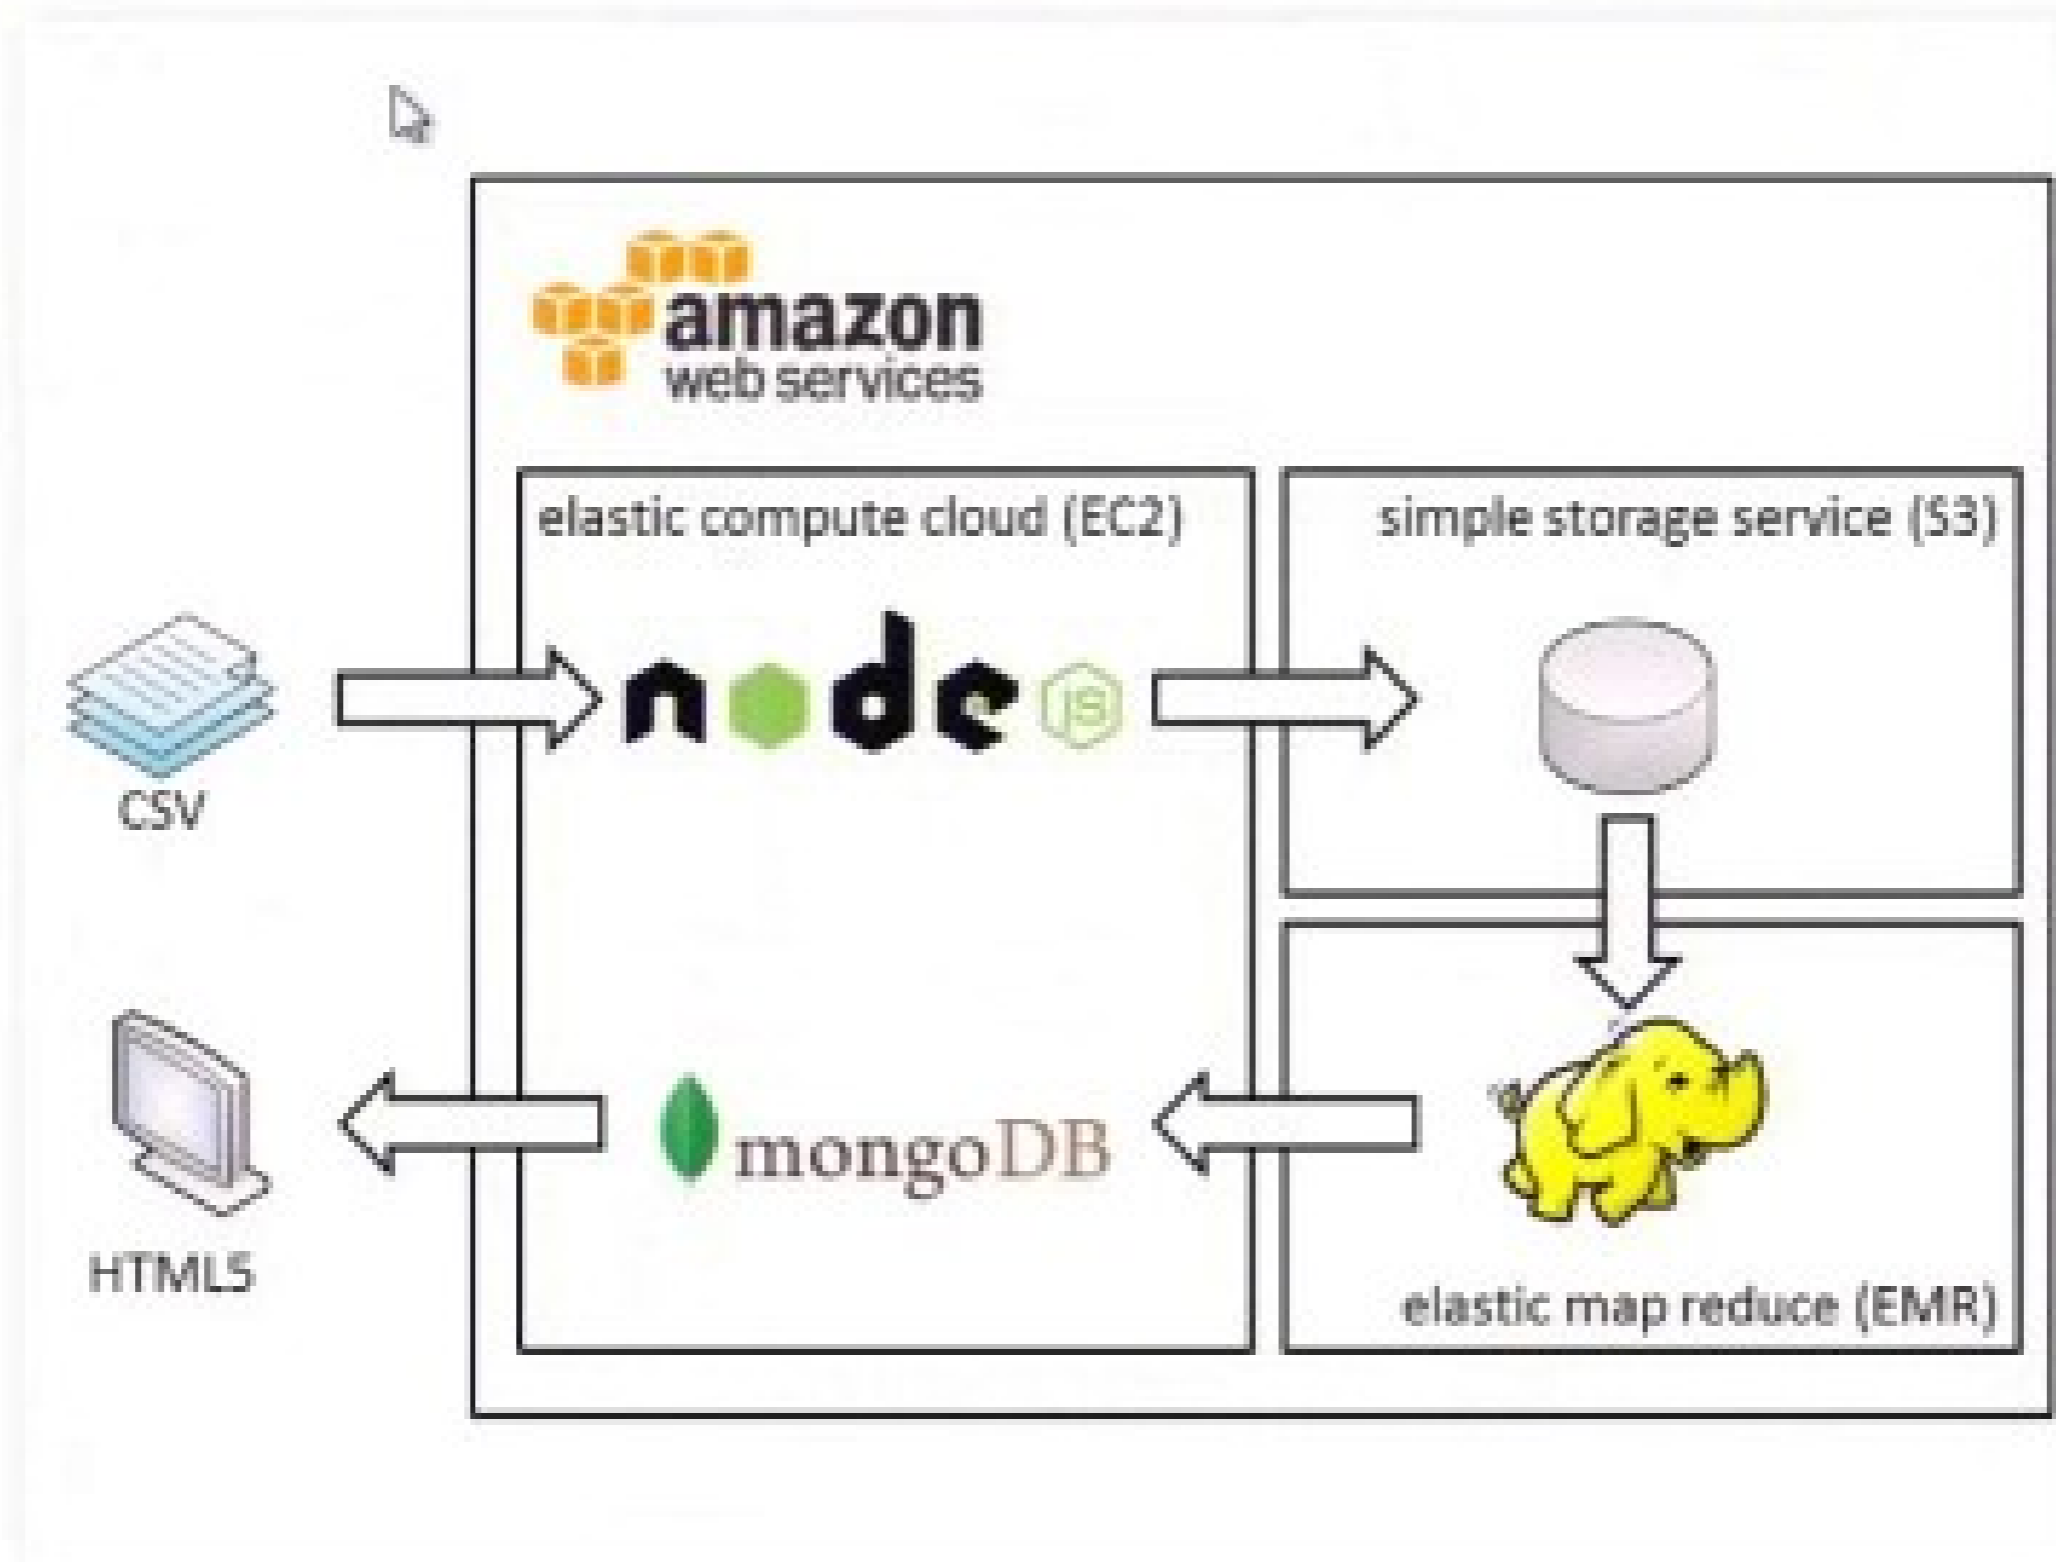 amazon
web services
elastic compute cloud (EC2)
simple storage service (S3)
node JS
CSV
mongoDB
HTML5
elastic map reduce (EMR)